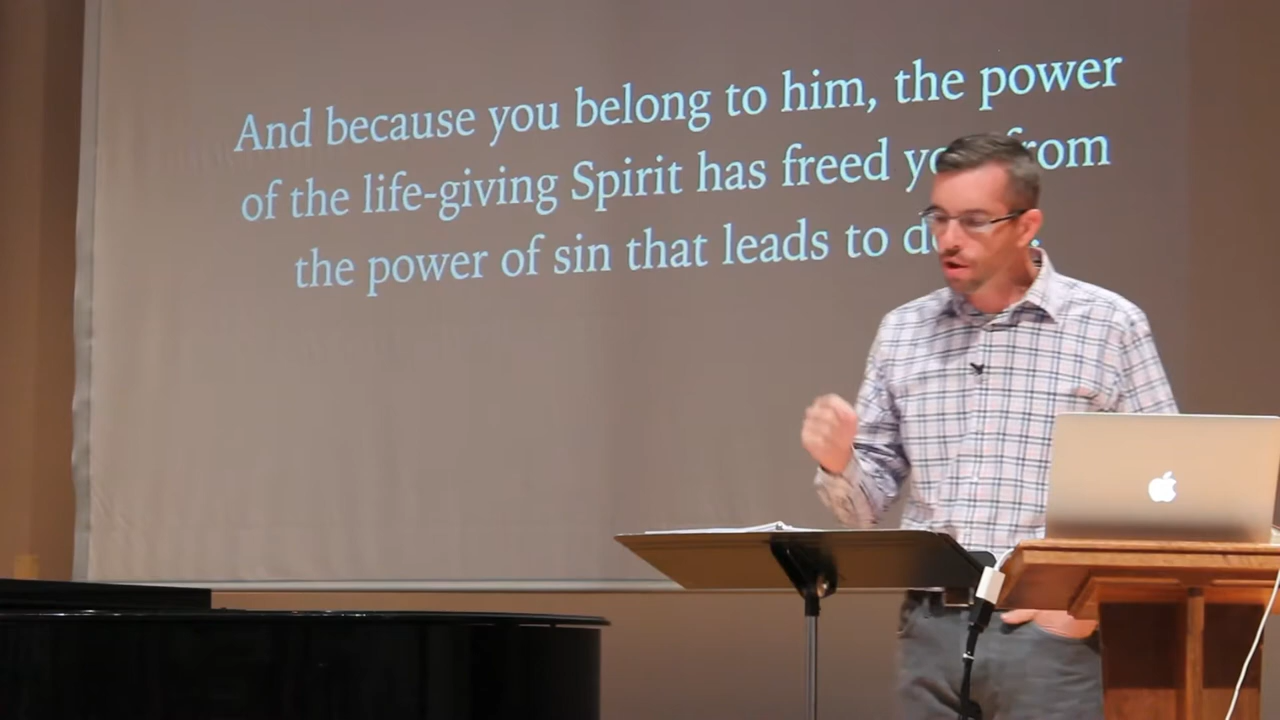 And because you belong to him, the power
of the life-giving Spirit has freed from
the power of sin that leads to